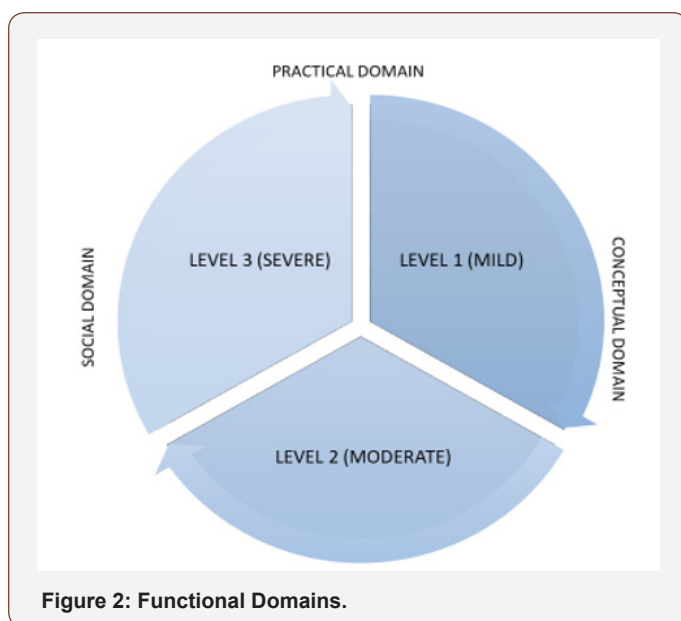 PRACTICAL DOMAIN
LEVEL 3 (SEVERE)
LEVEL 1 (MILD)
SOCIAL DOMAIN
CONCEPTUAL DOMAIN
LEVEL 2 (MODERATE)
Figure 2: Functional Domains.